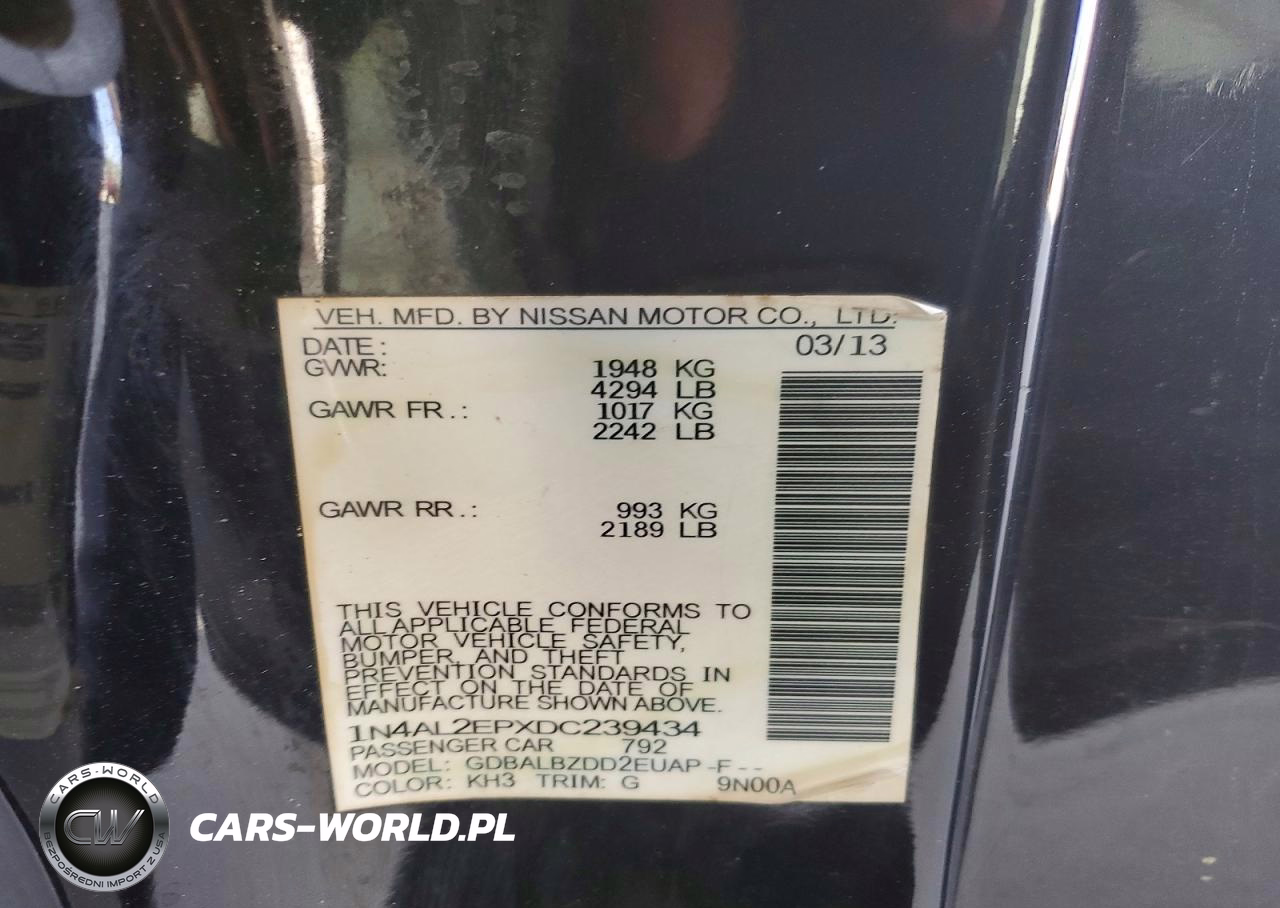 VEH. MFD. BY NISSAN MOTOR CO., LTD.
DATE: 03/13
GVWR: 1948 KG
4294 LB
GAWR FR.: 1017 KG
2242 LB
GAWR RR.: 993 KG
2189 LB
THIS VEHICLE CONFORMS TO
ALL APPLICABLE FEDERAL
MOTOR VEHICLE SAFETY,
BUMPER, AND THEFT
PREVENTION STANDARDS IN
EFFECT ON THE DATE OF
MANUFACTURE SHOWN ABOVE.
1N4AL2EPXDC239434
PASSENGER CAR 792
MODEL: GDBALBZDD2EUAP-F--
COLOR: KH3 TRIM: G 9N00A
CARS-WORLD
CW
BEZPOŚREDNI IMPORT Z USA
CARS-WORLD.PL